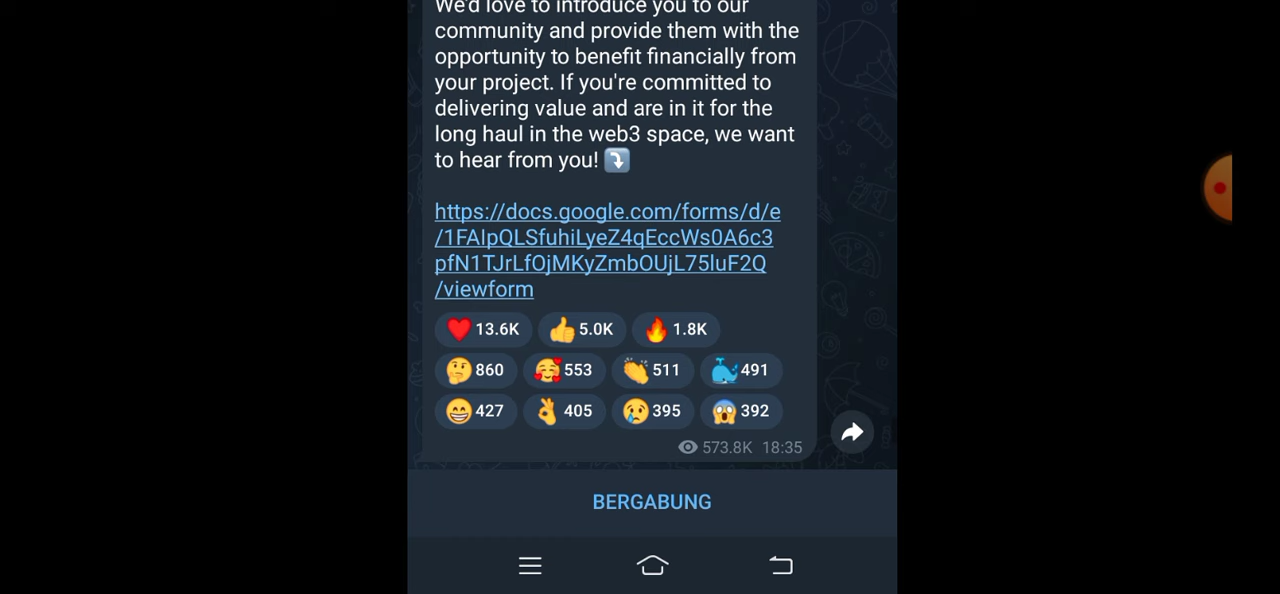 We'd love to introduce you to our
community and provide them with the
opportunity to benefit financially from
your project. If you're committed to
delivering value and are in it for the
long haul in the web3 space, we want
to hear from you! ⤵️
https://docs.google.com/forms/d/e
/1FAIpQLSfuhiLyeZ4qEccWs0A6c3
pfN1TJrLfOjMKyZmbOUjL75luF2Q
/viewform
❤️ 13.6K 👍 5.0K 🔥 1.8K
🤔 860 🥰 553 👏 511 🐳 491
😁 427 👌 405 😢 395 😱 392
573.8K 18:35
BERGABUNG